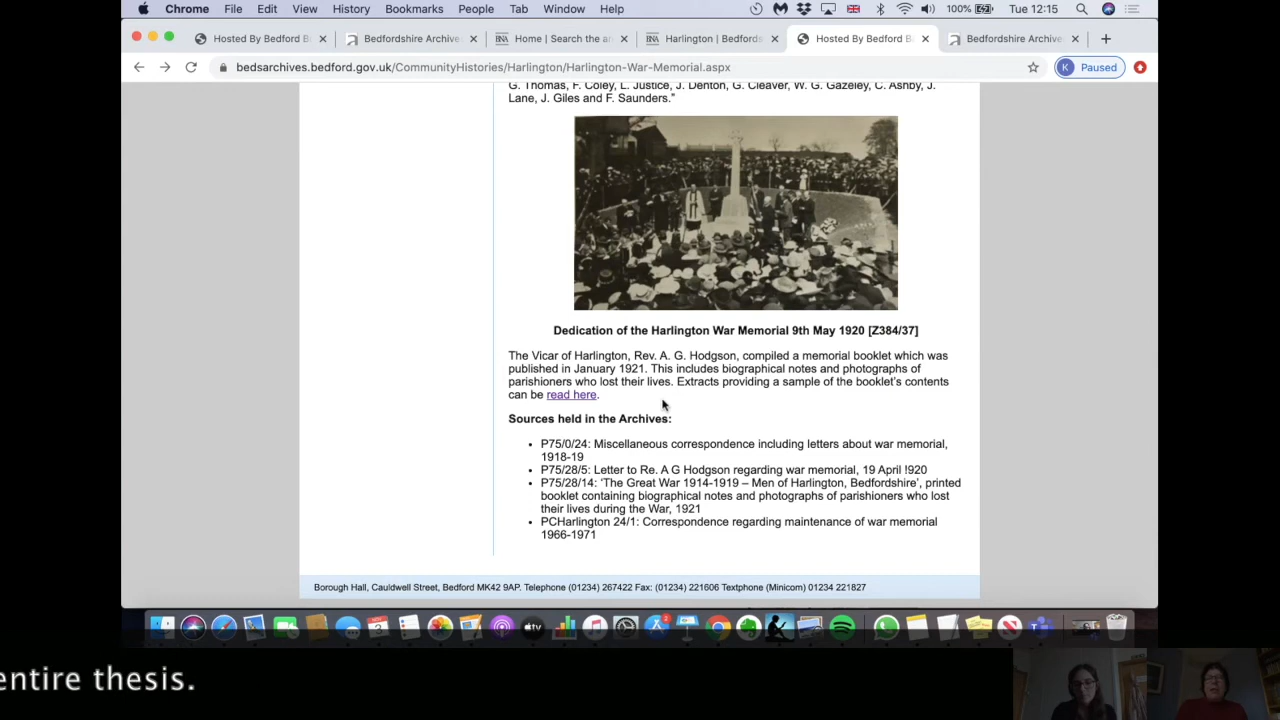 Chrome File Edit View History Bookmarks People Tab Window Help 100% Tue 12:15
Hosted By Bedford B
Bedfordshire Archive
BNA Home | Search the ar
BNA Harlington | Bedfords
Hosted By Bedford B
Bedfordshire Archive
bedsarchives.bedford.gov.uk/CommunityHistories/Harlington/Harlington-War-Memorial.aspx
K Paused
G. Thomas, F. Coley, L. Justice, J. Denton, G. Cleaver, W. G. Gazeley, C. Ashby, J.
Lane, J. Giles and F. Saunders."
Dedication of the Harlington War Memorial 9th May 1920 [Z384/37]
The Vicar of Harlington, Rev. A. G. Hodgson, compiled a memorial booklet which was
published in January 1921. This includes biographical notes and photographs of
parishioners who lost their lives. Extracts providing a sample of the booklet's contents
can be read here.
Sources held in the Archives:
• P75/0/24: Miscellaneous correspondence including letters about war memorial,
1918-19
• P75/28/5: Letter to Re. A G Hodgson regarding war memorial, 19 April !920
• P75/28/14: 'The Great War 1914-1919 – Men of Harlington, Bedfordshire', printed
booklet containing biographical notes and photographs of parishioners who lost
their lives during the War, 1921
• PCHarlington 24/1: Correspondence regarding maintenance of war memorial
1966-1971
Borough Hall, Cauldwell Street, Bedford MK42 9AP. Telephone (01234) 267422 Fax: (01234) 221606 Textphone (Minicom) 01234 221827
entire thesis.